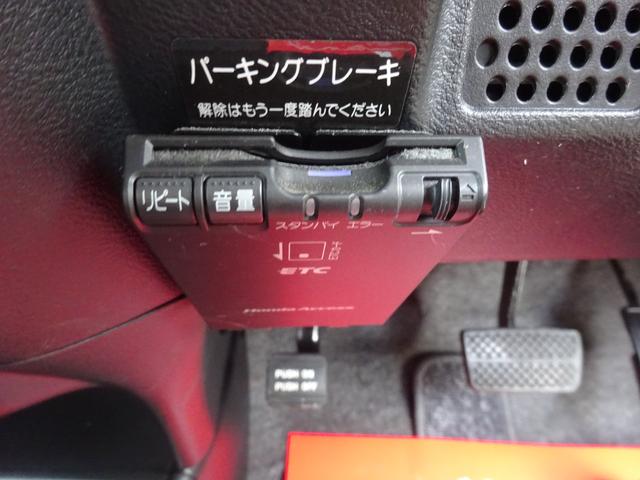 パーキングブレーキ
解除はもう一度踏んでください
リピート 音量
スタンバイ エラー
ETC
Honda Access
PUSH ON
PUSH OFF